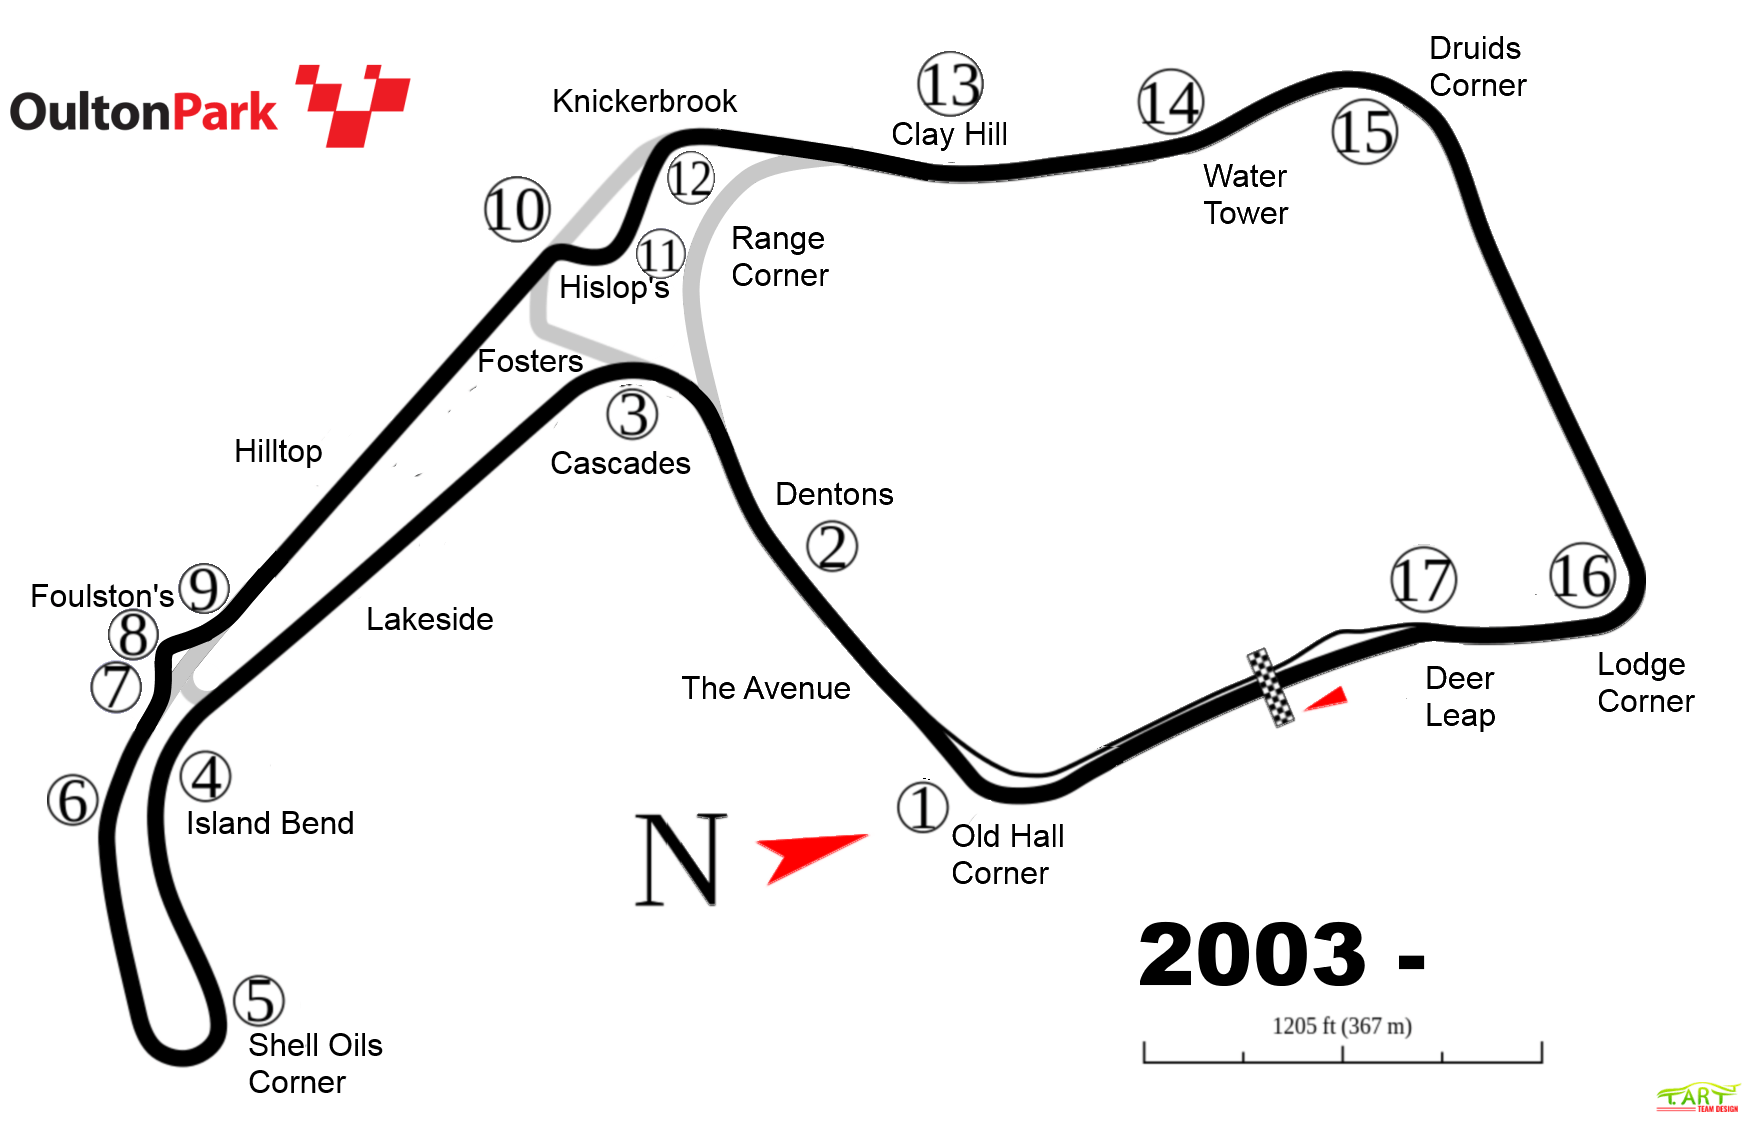 OultonPark
Knickerbrook
13
Clay Hill
14
Druids
Corner
15
Water
Tower
12
10
11
Hislop's
Range
Corner
Fosters
3
Cascades
Hilltop
Dentons
2
Foulston's
9
8
7
Lakeside
The Avenue
17
16
Deer
Leap
Lodge
Corner
6
4
Island Bend
1
Old Hall
Corner
N
5
Shell Oils
Corner
2003 -
1205 ft (367 m)
T.ART
TEAM DESIGN